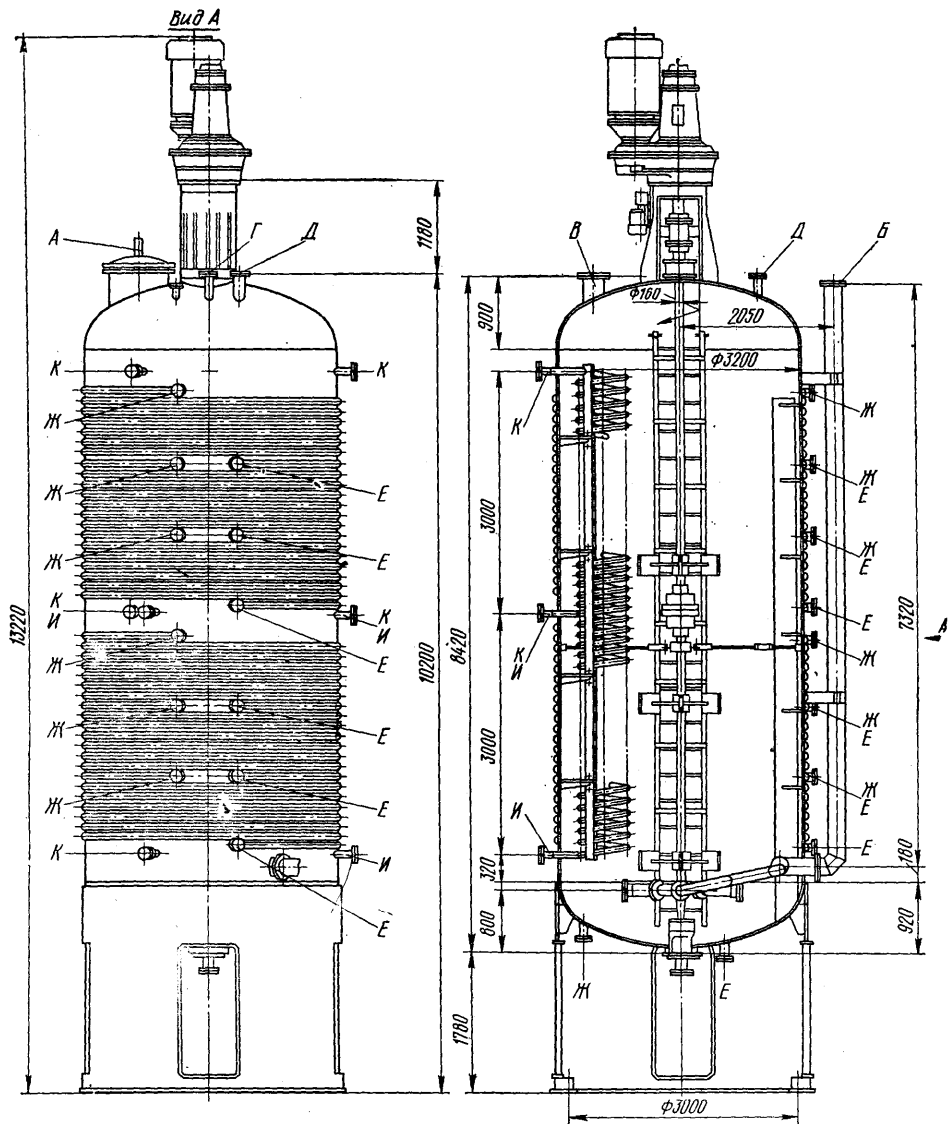 Вид А
А
Г
Д
В
Д
Б
1180
Ф160
2050
900
Ф3200
К
К
К
Ж
Ж
Ж
Е
Ж
Е
3000
Ж
Е
Ж
Е
К
И
К
И
Е
Ж
К
И
Е
Ж
13220
10200
8420
7320
А
Ж
Е
Ж
Е
3000
Ж
Е
Ж
Е
К
И
И
Е
180
320
Е
800
920
Ж
Е
1780
Ф3000